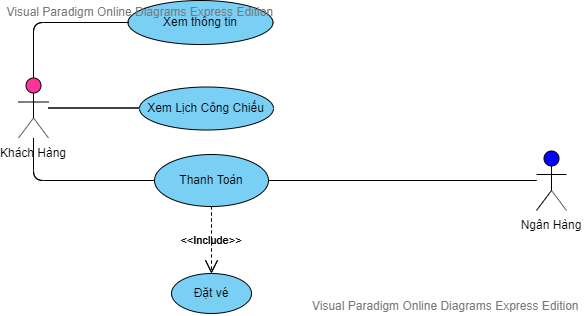 Visual Paradigm Online Diagrams Express Edition
Xem thông tin
Xem Lịch Công Chiếu
Khách Hàng
Thanh Toán
Ngân Hàng
<<Include>>
Đặt vé
Visual Paradigm Online Diagrams Express Edition